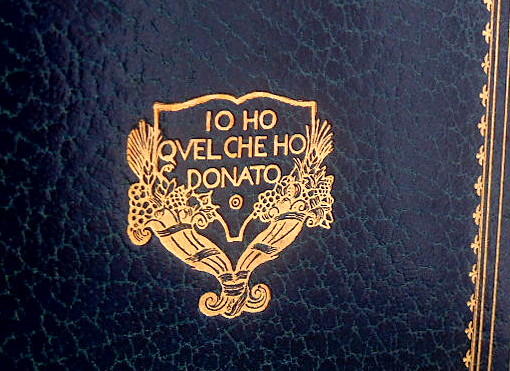 IO HO
QVEL CHE HO
DONATO